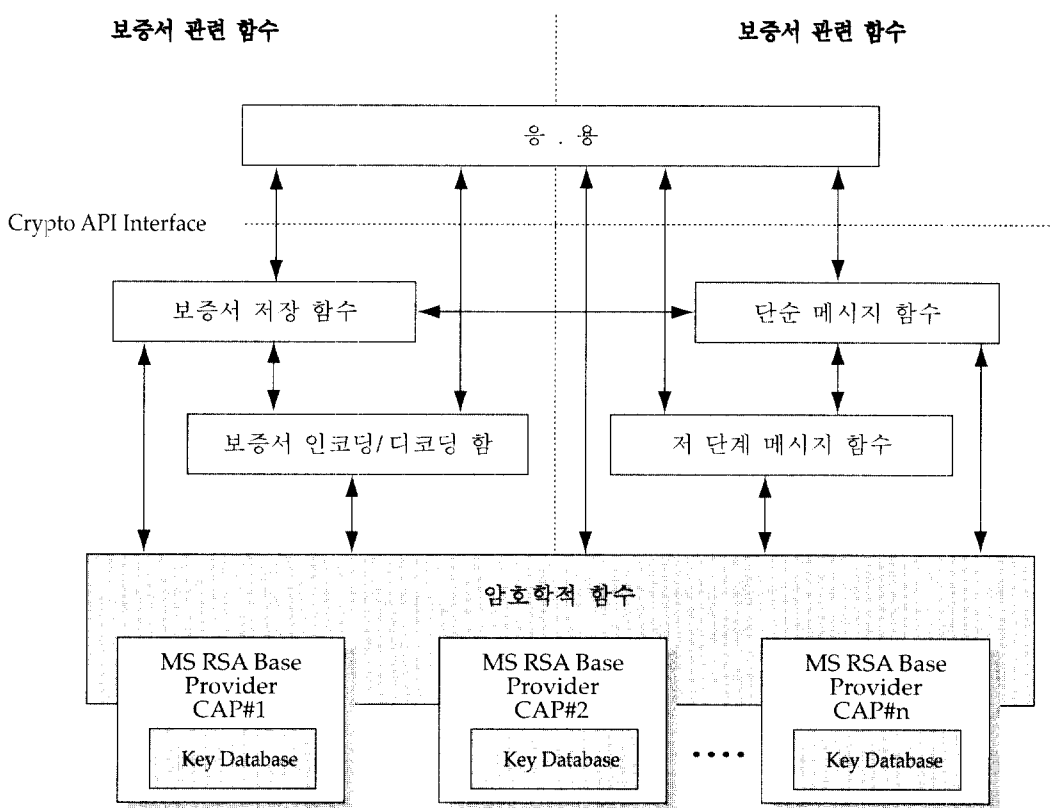 보증서 관련 함수
보증서 관련 함수
응 . 용
Crypto API Interface
보증서 저장 함수
단순 메시지 함수
보증서 인코딩/디코딩 함
저 단계 메시지 함수
암호학적 함수
MS RSA Base
Provider
CAP#1
Key Database
MS RSA Base
Provider
CAP#2
Key Database
....
MS RSA Base
Provider
CAP#n
Key Database